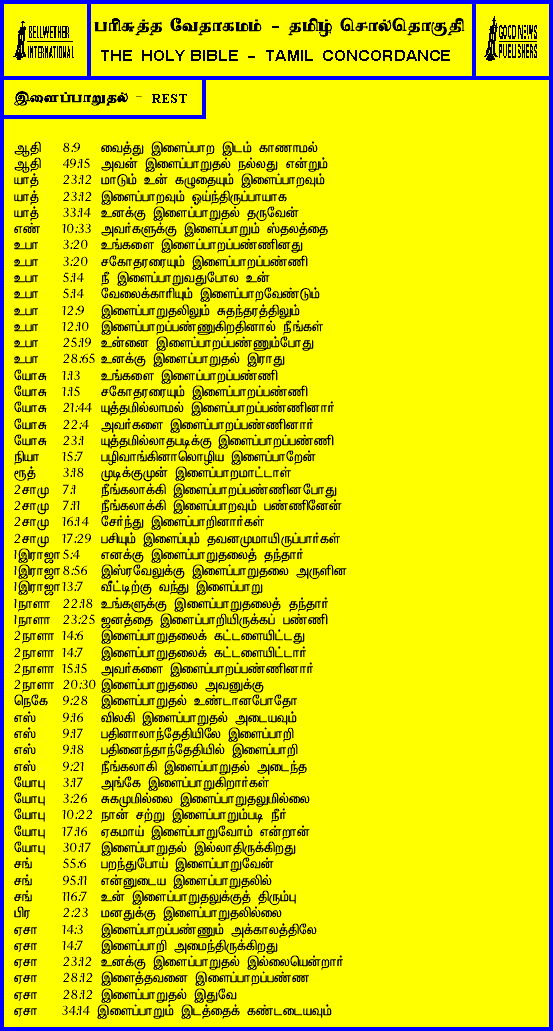 BELLWETHER
INTERNATIONAL
பரிசுத்த வேதாகமம் - தமிழ் சொல்தொகுதி
THE HOLY BIBLE - TAMIL CONCORDANCE
GOOD NEWS
PUBLISHERS
இளைப்பாறுதல் - REST
ஆதி 8:9 வைத்து இளைப்பாற இடம் காணாமல்
ஆதி 49:15 அவன் இளைப்பாறுதல் நல்லது என்றும்
யாத் 23:12 மாடும் உன் கழுதையும் இளைப்பாறவும்
யாத் 23:12 இளைப்பாறவும் ஓய்ந்திருப்பாயாக
யாத் 33:14 உனக்கு இளைப்பாறுதல் தருவேன்
எண் 10:33 அவர்களுக்கு இளைப்பாறும் ஸ்தலத்தை
உபா 3:20 உங்களை இளைப்பாறப்பண்ணினது
உபா 3:20 சகோதரரையும் இளைப்பாறப்பண்ணி
உபா 5:14 நீ இளைப்பாறுவதுபோல உன்
உபா 5:14 வேலைக்காரியும் இளைப்பாறவேண்டும்
உபா 12:9 இளைப்பாறுதலிலும் சுதந்தரத்திலும்
உபா 12:10 இளைப்பாறப்பண்ணுகிறதினால் நீங்கள்
உபா 25:19 உன்னை இளைப்பாறப்பண்ணும்போது
உபா 28:65 உனக்கு இளைப்பாறுதல் இராது
யோசு 1:13 உங்களை இளைப்பாறப்பண்ணி
யோசு 1:15 சகோதரரையும் இளைப்பாறப்பண்ணி
யோசு 21:44 யுத்தமில்லாமல் இளைப்பாறப்பண்ணினார்
யோசு 22:4 அவர்களை இளைப்பாறப்பண்ணினார்
யோசு 23:1 யுத்தமில்லாதபடிக்கு இளைப்பாறப்பண்ணி
நியா 15:7 பழிவாங்கினாலொழிய இளைப்பாறேன்
ரூத் 3:18 முடிக்குமுன் இளைப்பாறமாட்டாள்
2சாமு 7:1 நீங்கலாக்கி இளைப்பாறப்பண்ணினபோது
2சாமு 7:11 நீங்கலாக்கி இளைப்பாறவும் பண்ணினேன்
2சாமு 16:14 சேர்ந்து இளைப்பாறினார்கள்
2சாமு 17:29 பசியும் இளைப்பும் தவனமுமாயிருப்பார்கள்
1இராஜா 5:4 எனக்கு இளைப்பாறுதலைத் தந்தார்
1இராஜா 8:56 இஸ்ரவேலுக்கு இளைப்பாறுதலை அருளின
1இராஜா 13:7 வீட்டிற்கு வந்து இளைப்பாறு
1நாளா 22:18 உங்களுக்கு இளைப்பாறுதலைத் தந்தார்
1நாளா 23:25 ஜனத்தை இளைப்பாறியிருக்கப் பண்ணி
2நாளா 14:6 இளைப்பாறுதலைக் கட்டளையிட்டது
2நாளா 14:7 இளைப்பாறுதலைக் கட்டளையிட்டார்
2நாளா 15:15 அவர்களை இளைப்பாறப்பண்ணினார்
2நாளா 20:30 இளைப்பாறுதலை அவனுக்கு
நெகே 9:28 இளைப்பாறுதல் உண்டானபோதோ
எஸ் 9:16 விலகி இளைப்பாறுதல் அடையவும்
எஸ் 9:17 பதினாலாந்தேதியிலே இளைப்பாறி
எஸ் 9:18 பதினைந்தாந்தேதியில் இளைப்பாறி
எஸ் 9:21 நீங்கலாகி இளைப்பாறுதல் அடைந்த
யோபு 3:17 அங்கே இளைப்பாறுகிறார்கள்
யோபு 3:26 சுகமுமில்லை இளைப்பாறுதலுமில்லை
யோபு 10:22 நான் சற்று இளைப்பாறும்படி நீர்
யோபு 17:16 ஏகமாய் இளைப்பாறுவோம் என்றான்
யோபு 30:17 இளைப்பாறுதல் இல்லாதிருக்கிறது
சங் 55:6 பறந்துபோய் இளைப்பாறுவேன்
சங் 95:11 என்னுடைய இளைப்பாறுதலில்
சங் 116:7 உன் இளைப்பாறுதலுக்குத் திரும்பு
பிர 2:23 மனதுக்கு இளைப்பாறுதலில்லை
ஏசா 14:3 இளைப்பாறப்பண்ணும் அக்காலத்திலே
ஏசா 14:7 இளைப்பாறி அமைந்திருக்கிறது
ஏசா 23:12 உனக்கு இளைப்பாறுதல் இல்லையென்றார்
ஏசா 28:12 இளைத்தவனை இளைப்பாறப்பண்ண
ஏசா 28:12 இளைப்பாறுதல் இதுவே
ஏசா 34:14 இளைப்பாறும் இடத்தைக் கண்டடையவும்